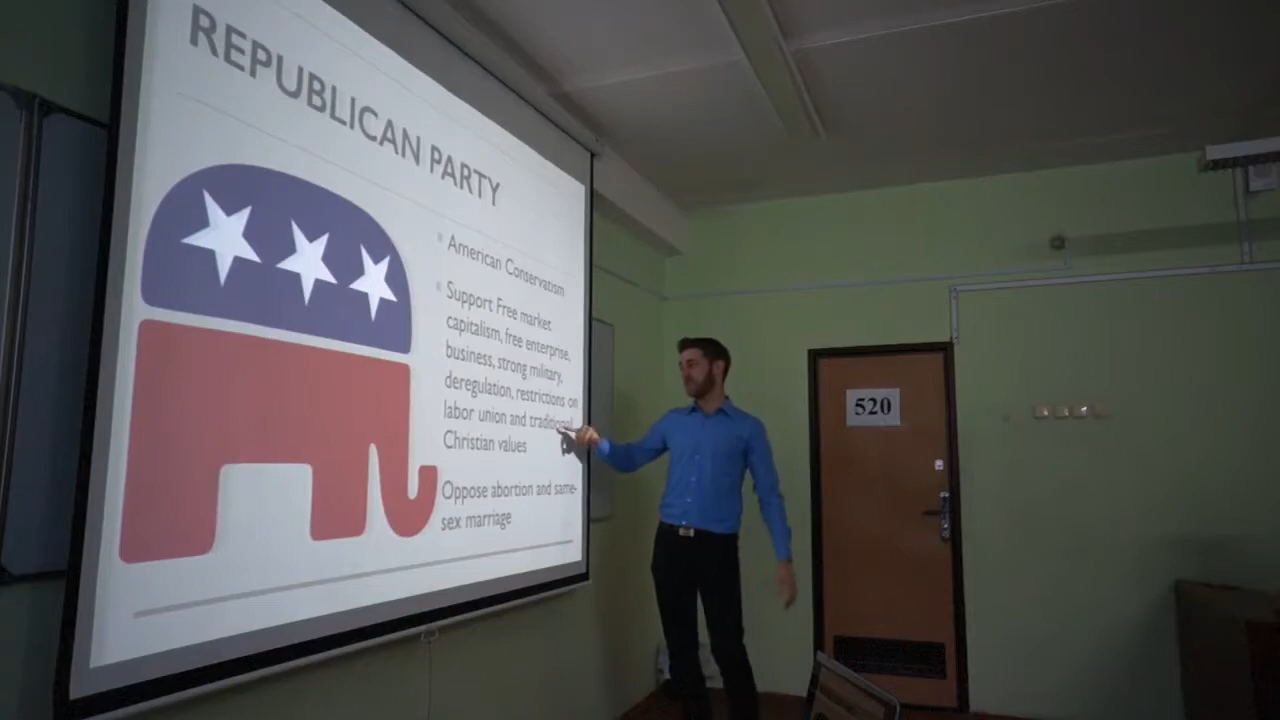 REPUBLICAN PARTY
American Conservatism
Support Free market
capitalism, free enterprise,
business, strong military,
deregulation, restrictions on
labor union and traditional
Christian values
Oppose abortion and same-
sex marriage
520